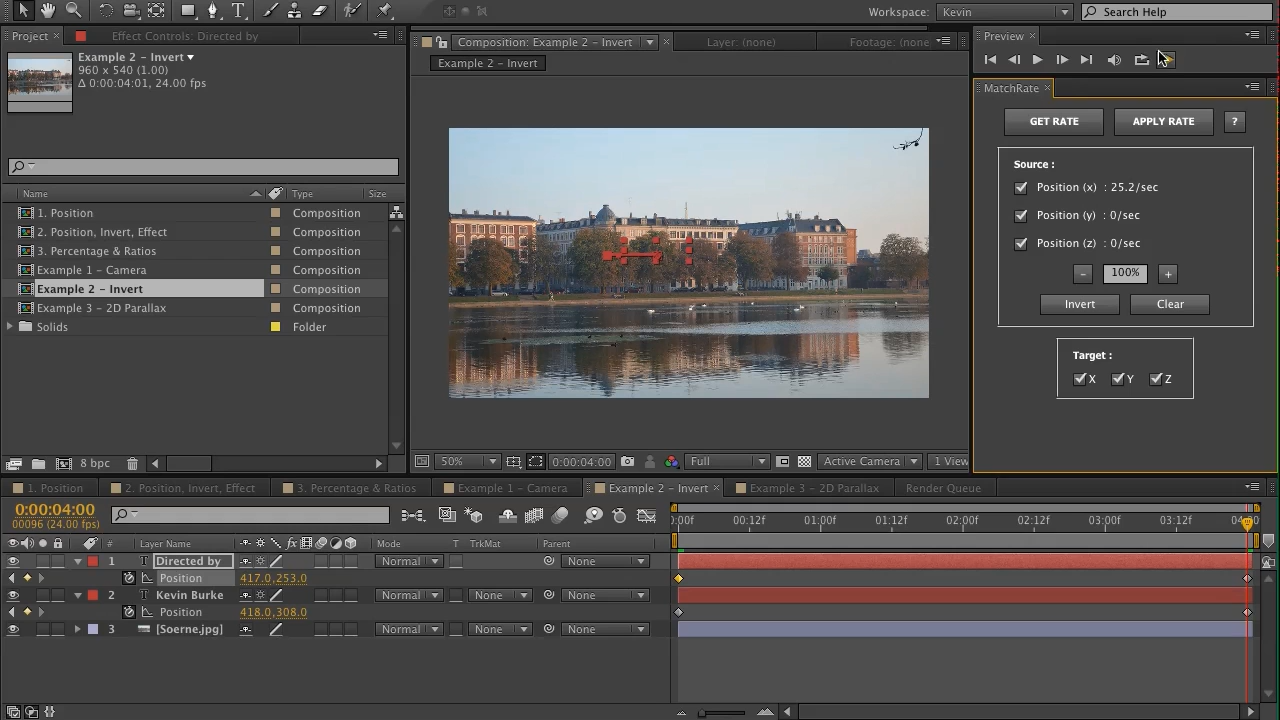 Workspace: Kevin Search Help
Project Effect Controls: Directed by
Composition: Example 2 – Invert Layer: (none) Footage: (none
Preview
Example 2 – Invert
Example 2 – Invert
960 x 540 (1.00)
Δ 0:00:04:01, 24.00 fps
MatchRate
GET RATE APPLY RATE ?
Source :
Position (x) : 25.2/sec
Position (y) : 0/sec
Position (z) : 0/sec
- 100% +
Invert Clear
Target :
X Y Z
Name Type Size
1. Position Composition
2. Position, Invert, Effect Composition
3. Percentage & Ratios Composition
Example 1 – Camera Composition
Example 2 – Invert Composition
Example 3 – 2D Parallax Composition
Solids Folder
8 bpc
50% 0:00:04:00 Full Active Camera 1 View
1. Position 2. Position, Invert, Effect 3. Percentage & Ratios Example 1 – Camera Example 2 – Invert Example 3 – 2D Parallax Render Queue
0:00:04:00
00096 (24.00 fps)
0:00f 00:12f 01:00f 01:12f 02:00f 02:12f 03:00f 03:12f 04:00
# Layer Name fx Mode T TrkMat Parent
1 T Directed by Normal None
Position 417.0,253.0
2 T Kevin Burke Normal None None
Position 418.0,308.0
3 [Soerne.jpg] Normal None None